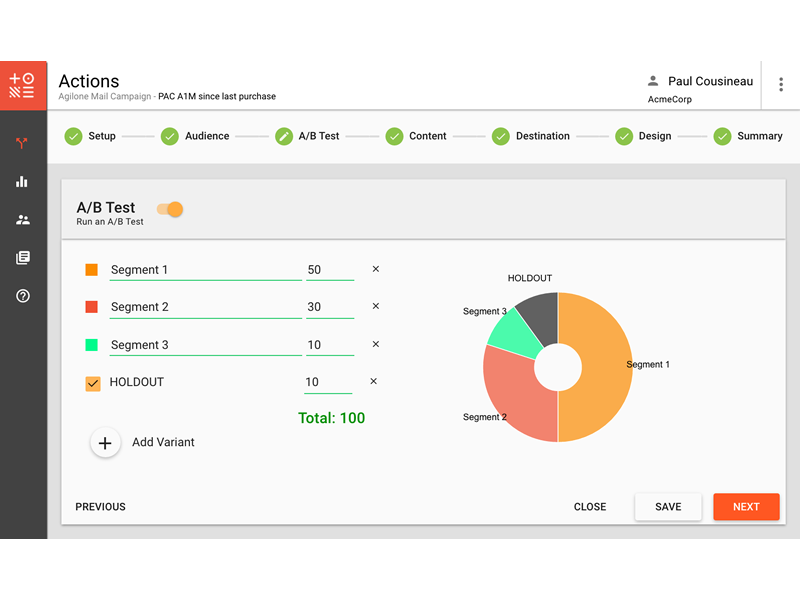 Actions
Agilone Mail Campaign - PAC A1M since last purchase
Paul Cousineau
AcmeCorp
Setup
Audience
A/B Test
Content
Destination
Design
Summary
A/B Test
Run an A/B Test
Segment 1 50 ×
Segment 2 30 ×
Segment 3 10 ×
HOLDOUT 10 ×
Total: 100
+ Add Variant
HOLDOUT
Segment 3
Segment 1
Segment 2
PREVIOUS
CLOSE
SAVE
NEXT